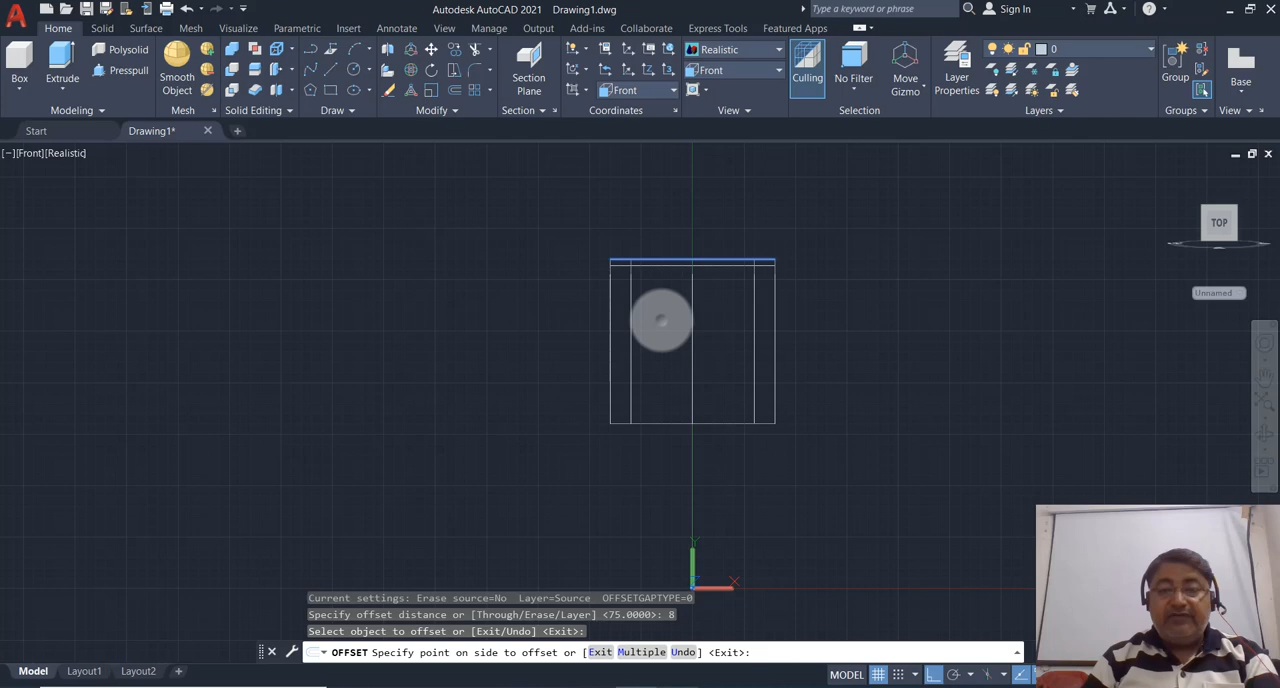 Autodesk AutoCAD 2021 Drawing1.dwg
Type a keyword or phrase
Sign In
Home Solid Surface Mesh Visualize Parametric Insert Annotate View Manage Output Add-ins Collaborate Express Tools Featured Apps
Box
Extrude
Polysolid
Presspull
Smooth
Object
Section
Plane
Realistic
Front
Front
Culling
No Filter
Move
Gizmo
Layer
Properties
0
Group
Base
Modeling
Mesh
Solid Editing
Draw
Modify
Section
Coordinates
View
Selection
Layers
Groups
View
Start
Drawing1*
[−][Front][Realistic]
TOP
Unnamed
Y
X
Current settings: Erase source=No Layer=Source OFFSETGAPTYPE=0
Specify offset distance or [Through/Erase/Layer] <75.0000>: 8
Select object to offset or [Exit/Undo] <Exit>:
OFFSET Specify point on side to offset or [Exit Multiple Undo] <Exit>:
Model Layout1 Layout2
MODEL